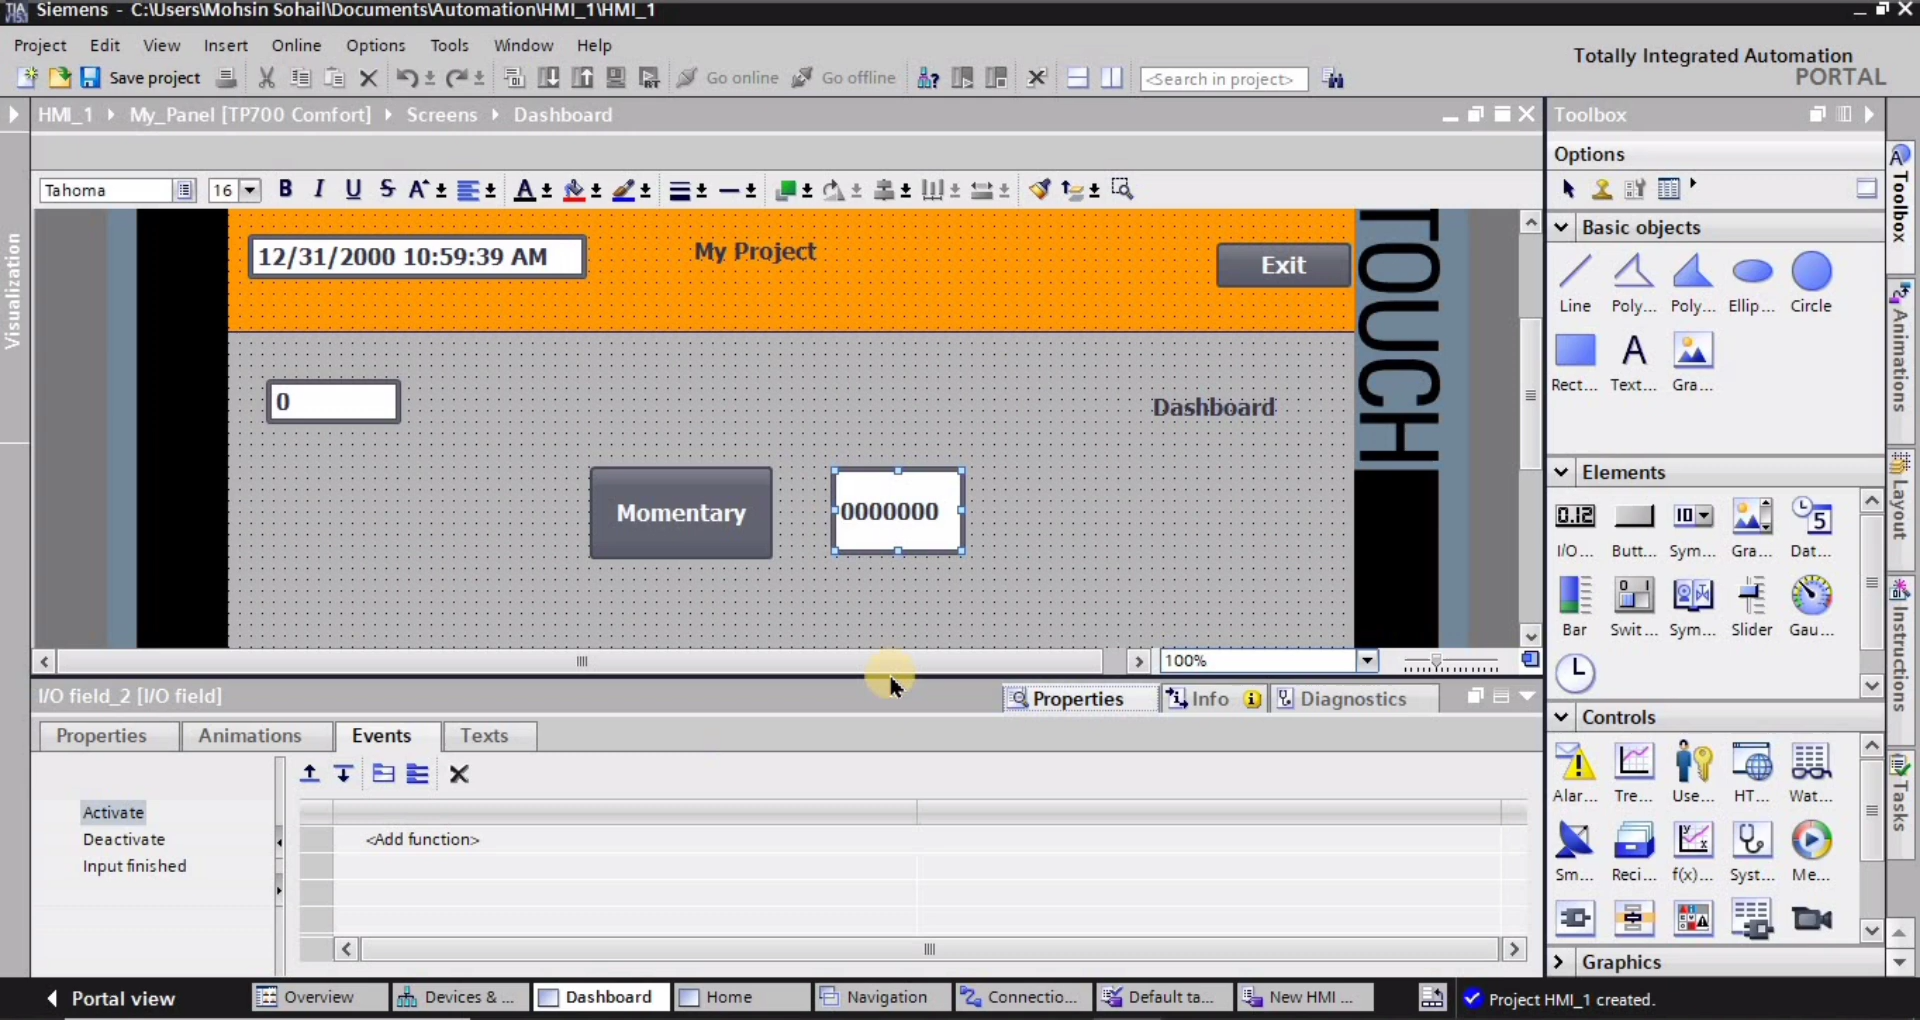 Siemens - C:\Users\Mohsin Sohail\Documents\Automation\HMI_1\HMI_1
Project Edit View Insert Online Options Tools Window Help
Totally Integrated Automation
PORTAL
Save project Go online Go offline <Search in project>
HMI_1 My_Panel [TP700 Comfort] Screens Dashboard
Toolbox
Options
Tahoma 16 B I U S A A
12/31/2000 10:59:39 AM
My Project
Exit
TOUCH
0
Dashboard
Momentary
0000000
100%
Visualization
Basic objects
Line Poly... Poly... Ellip... Circle
Rect... Text... Gra...
Elements
I/O ... Butt... Sym... Gra... Dat...
Bar Swit... Sym... Slider Gau...
Controls
Alar... Tre... Use... HT... Wat...
Sm... Reci... f(x)... Syst... Me...
Graphics
Toolbox
Animations
Layout
Instructions
Tasks
I/O field_2 [I/O field]
Properties Info Diagnostics
Properties Animations Events Texts
Activate
Deactivate
Input finished
<Add function>
Portal view Overview Devices & ... Dashboard Home Navigation Connectio... Default ta... New HMI ... Project HMI_1 created.